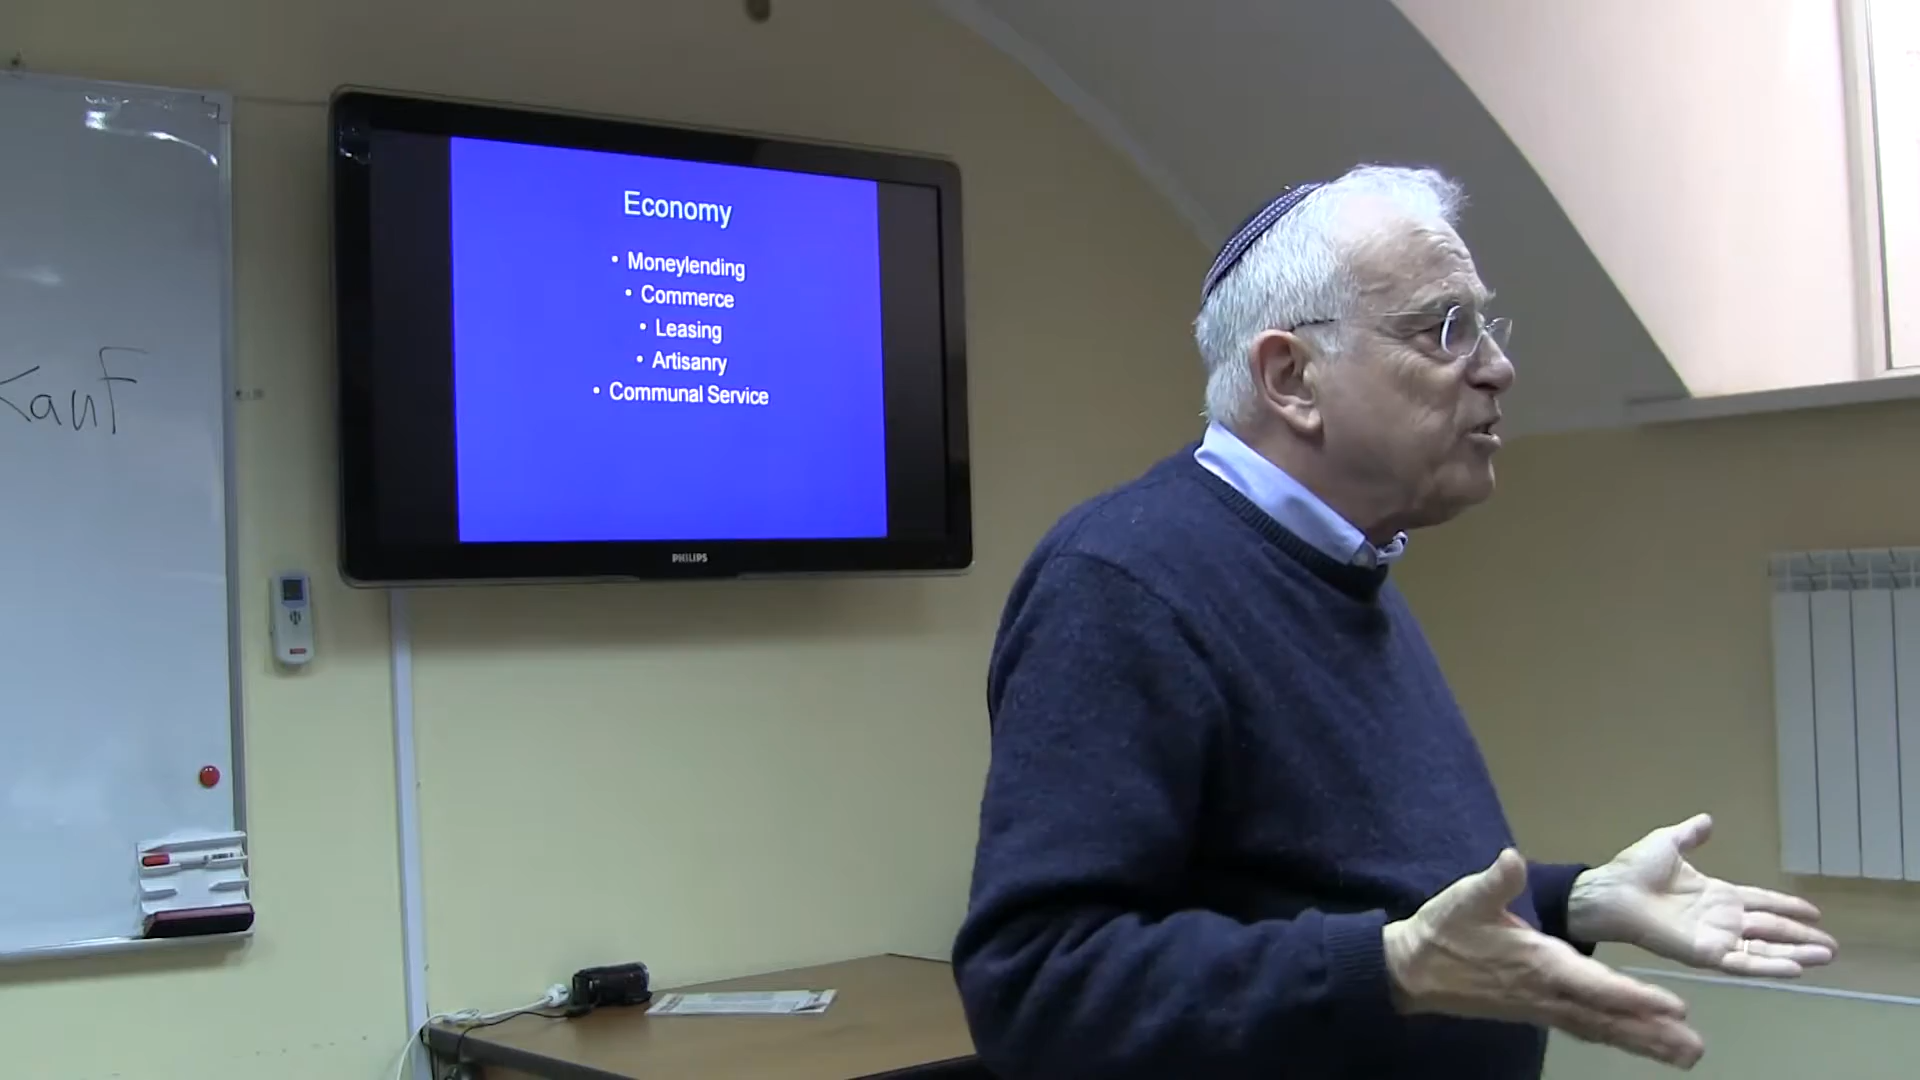 Kauf
Economy
• Moneylending
• Commerce
• Leasing
• Artisanry
• Communal Service
PHILIPS